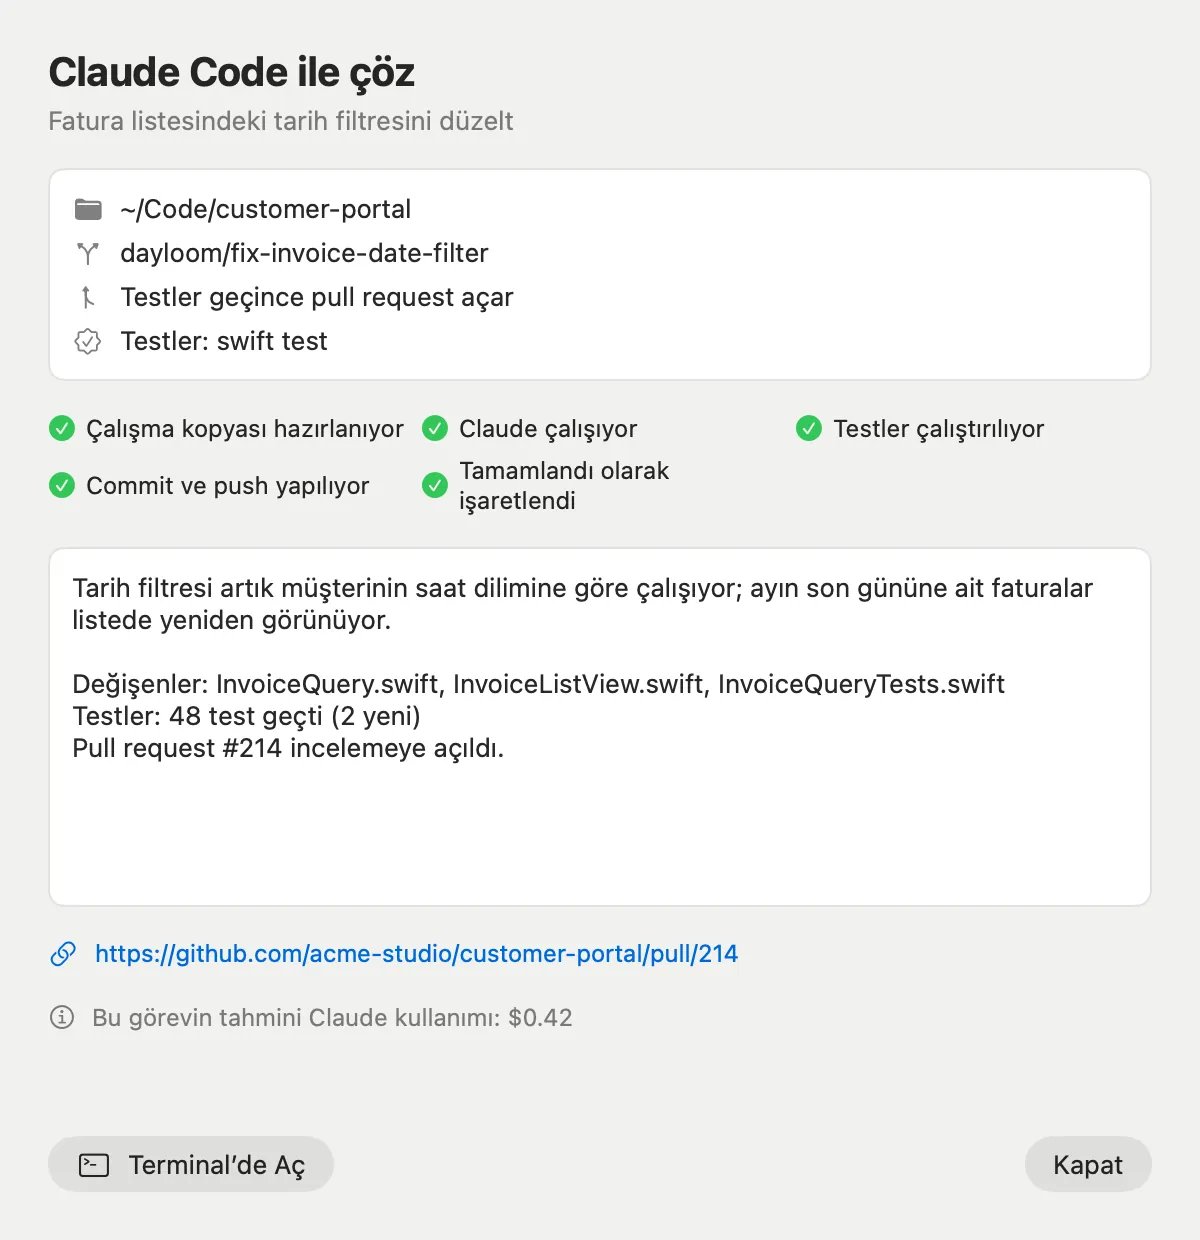 Claude Code ile çöz
Fatura listesindeki tarih filtresini düzelt
~/Code/customer-portal
dayloom/fix-invoice-date-filter
Testler geçince pull request açar
Testler: swift test
Çalışma kopyası hazırlanıyor
Claude çalışıyor
Testler çalıştırılıyor
Commit ve push yapılıyor
Tamamlandı olarak
işaretlendi
Tarih filtresi artık müşterinin saat dilimine göre çalışıyor; ayın son gününe ait faturalar
listede yeniden görünüyor.
Değişenler: InvoiceQuery.swift, InvoiceListView.swift, InvoiceQueryTests.swift
Testler: 48 test geçti (2 yeni)
Pull request #214 incelemeye açıldı.
https://github.com/acme-studio/customer-portal/pull/214
Bu görevin tahmini Claude kullanımı: $0.42
Terminal’de Aç
Kapat